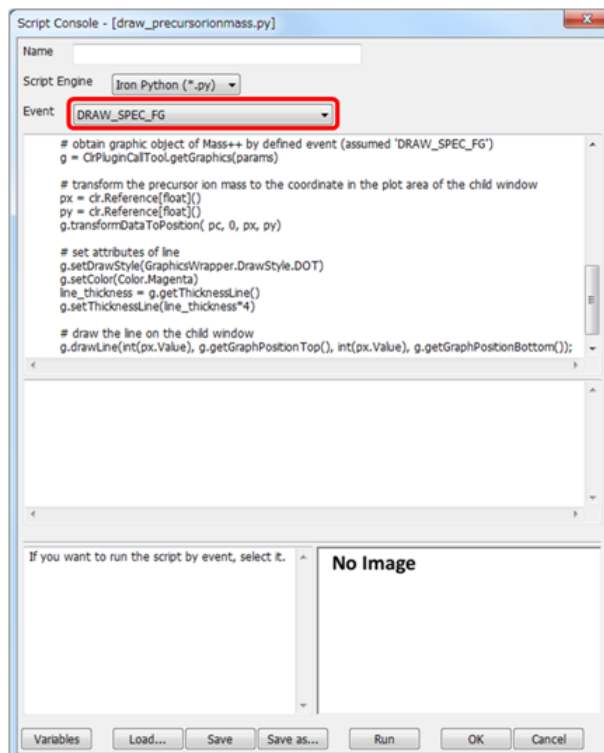 Script Console - [draw_precursorionmass.py]
Name
Script Engine Iron Python (*.py)
Event DRAW_SPEC_FG
# obtain graphic object of Mass++ by defined event (assumed 'DRAW_SPEC_FG')
g = ClrPluginCallTool.getGraphics(params)
# transform the precursor ion mass to the coordinate in the plot area of the child window
px = clr.Reference[float]()
py = clr.Reference[float]()
g.transformDataToPosition( pc, 0, px, py)
# set attributes of line
g.setDrawStyle(GraphicsWrapper.DrawStyle.DOT)
g.setColor(Color.Magenta)
line_thickness = g.getThicknessLine()
g.setThicknessLine(line_thickness*4)
# draw the line on the child window
g.drawLine(int(px.Value), g.getGraphPositionTop(), int(px.Value), g.getGraphPositionBottom());
If you want to run the script by event, select it.
No Image
Variables Load... Save Save as... Run OK Cancel